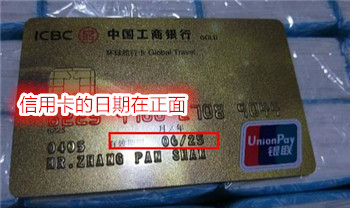 ICBC 中国工商银行 GOLD
环球旅行卡 Global Travel
信用卡的日期在正面
月/年
06/25
MR.ZHANG PAN SHAN
UnionPay
银联